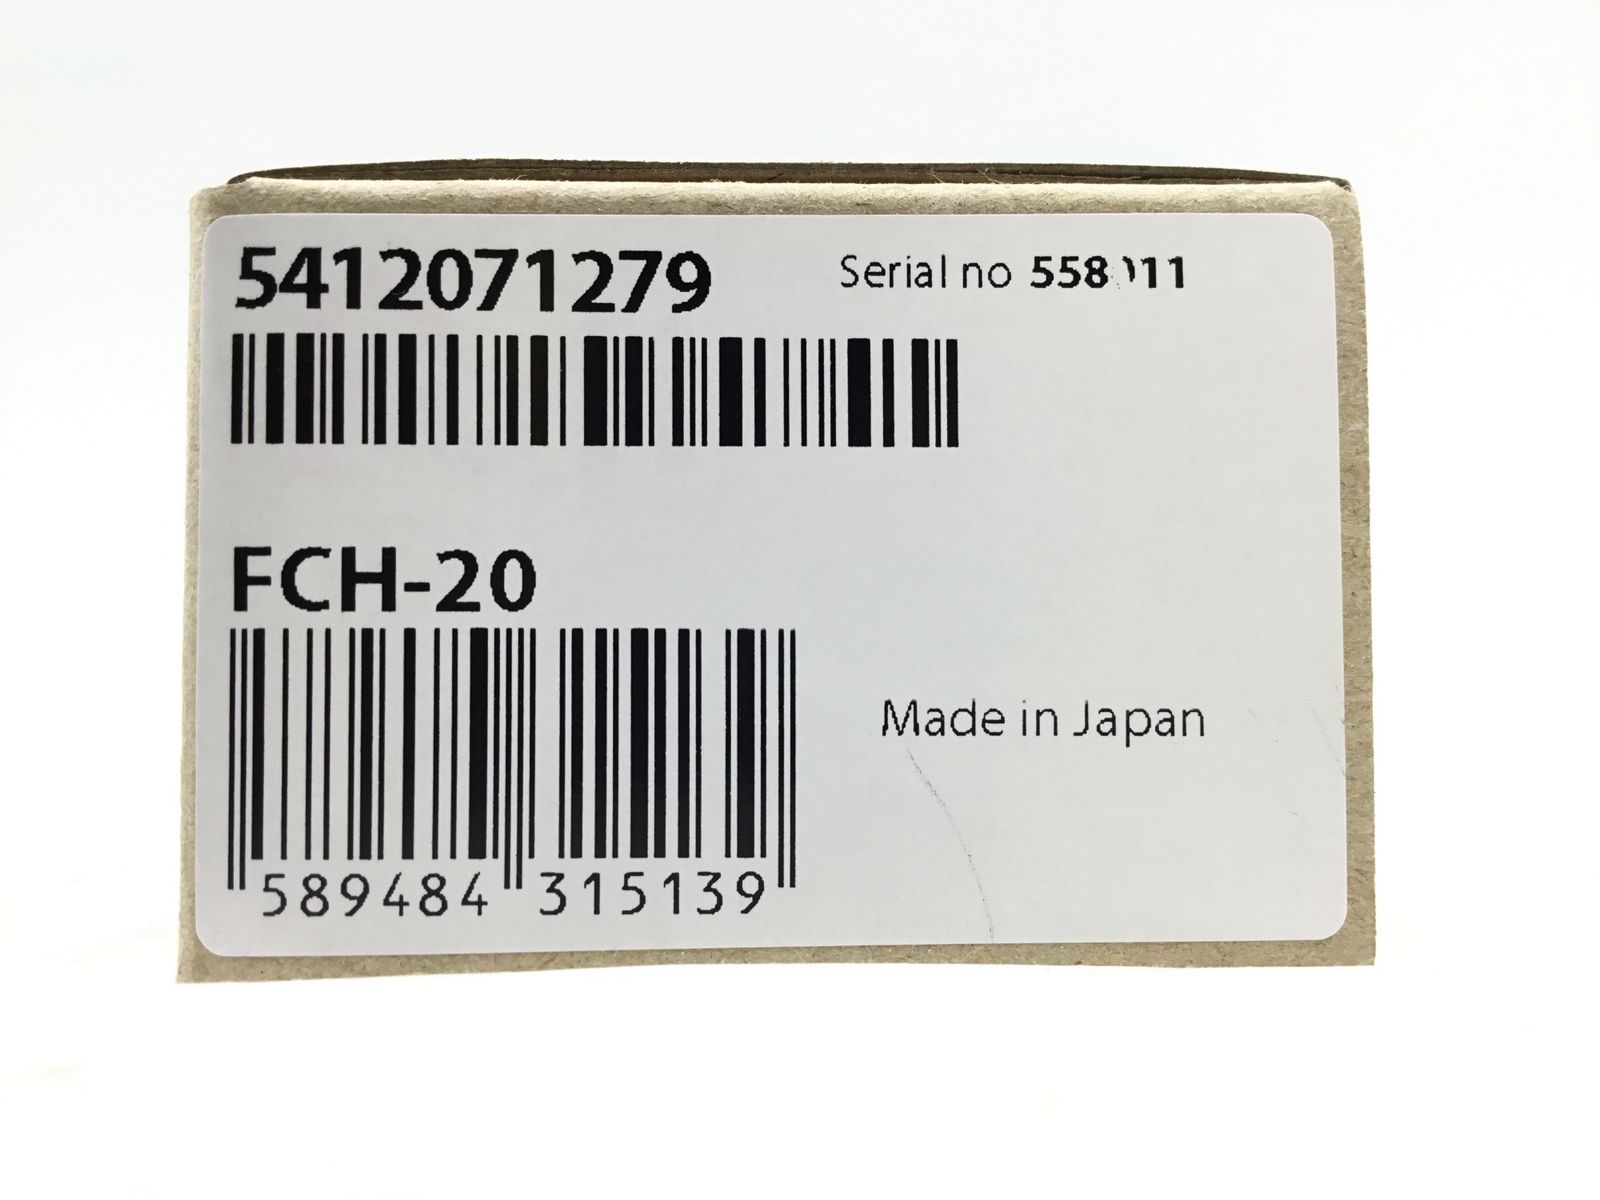 5412071279
Serial no
FCH-20
Made in Japan
589484 315139